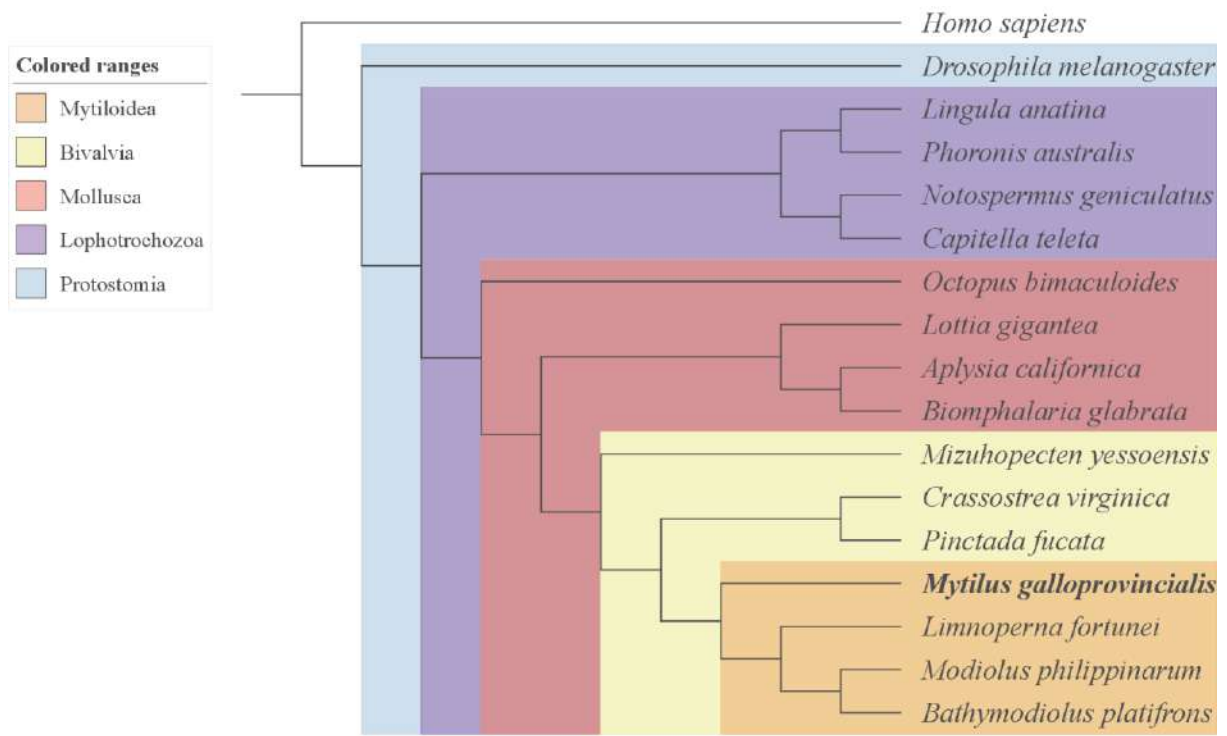 Colored ranges
Mytiloidea
Bivalvia
Mollusca
Lophotrochozoa
Protostomia
Homo sapiens
Drosophila melanogaster
Lingula anatina
Phoronis australis
Notospermus geniculatus
Capitella teleta
Octopus bimaculoides
Lottia gigantea
Aplysia californica
Biomphalaria glabrata
Mizuhopecten yessoensis
Crassostrea virginica
Pinctada fucata
Mytilus galloprovincialis
Limnoperna fortunei
Modiolus philippinarum
Bathymodiolus platifrons